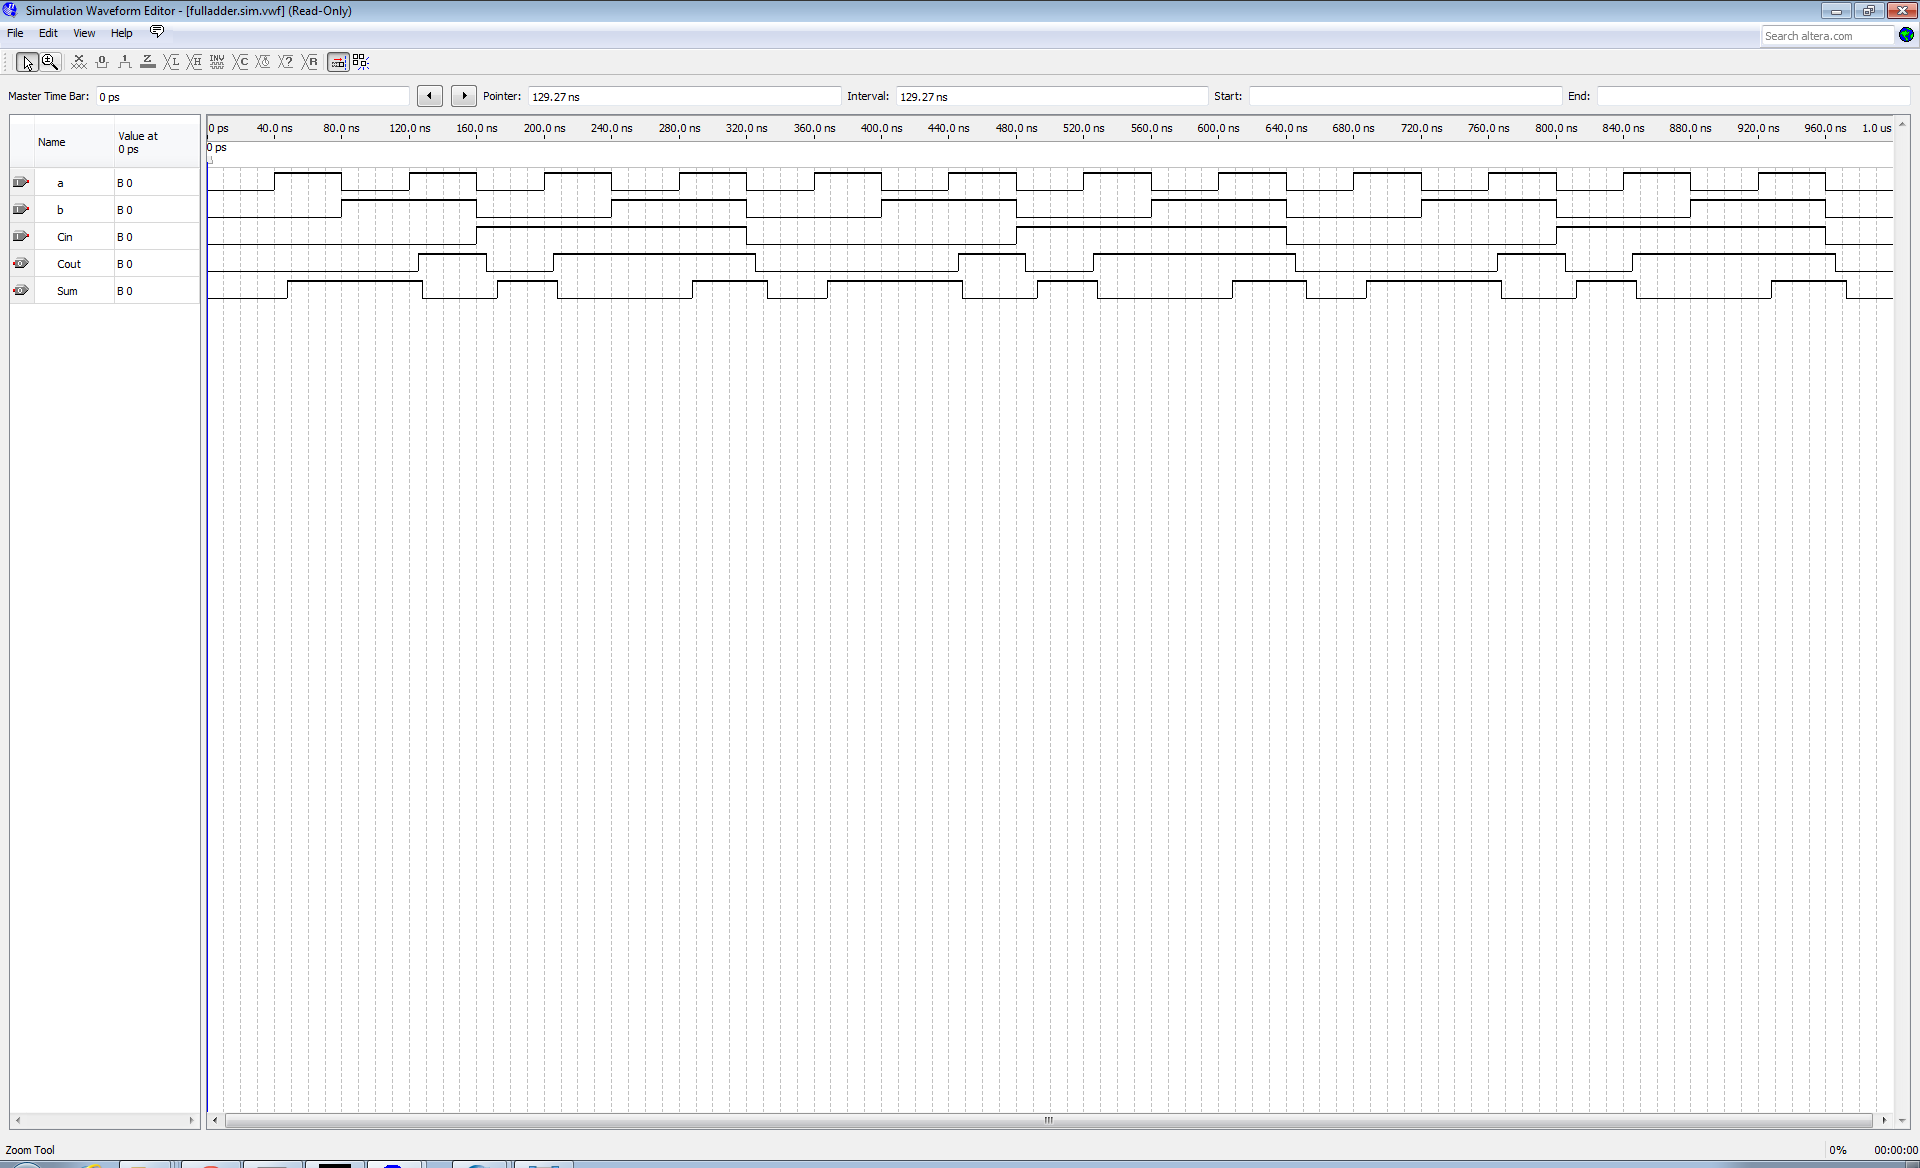 Simulation Waveform Editor - [fulladder.sim.vwf] (Read-Only)
File Edit View Help
Search altera.com
Master Time Bar: 0 ps Pointer: 129.27 ns Interval: 129.27 ns Start: End:
Name Value at 0 ps
0 ps 40.0 ns 80.0 ns 120.0 ns 160.0 ns 200.0 ns 240.0 ns 280.0 ns 320.0 ns 360.0 ns 400.0 ns 440.0 ns 480.0 ns 520.0 ns 560.0 ns 600.0 ns 640.0 ns 680.0 ns 720.0 ns 760.0 ns 800.0 ns 840.0 ns 880.0 ns 920.0 ns 960.0 ns 1.0 us
0 ps
a B 0
b B 0
Cin B 0
Cout B 0
Sum B 0
Zoom Tool
0% 00:00:00